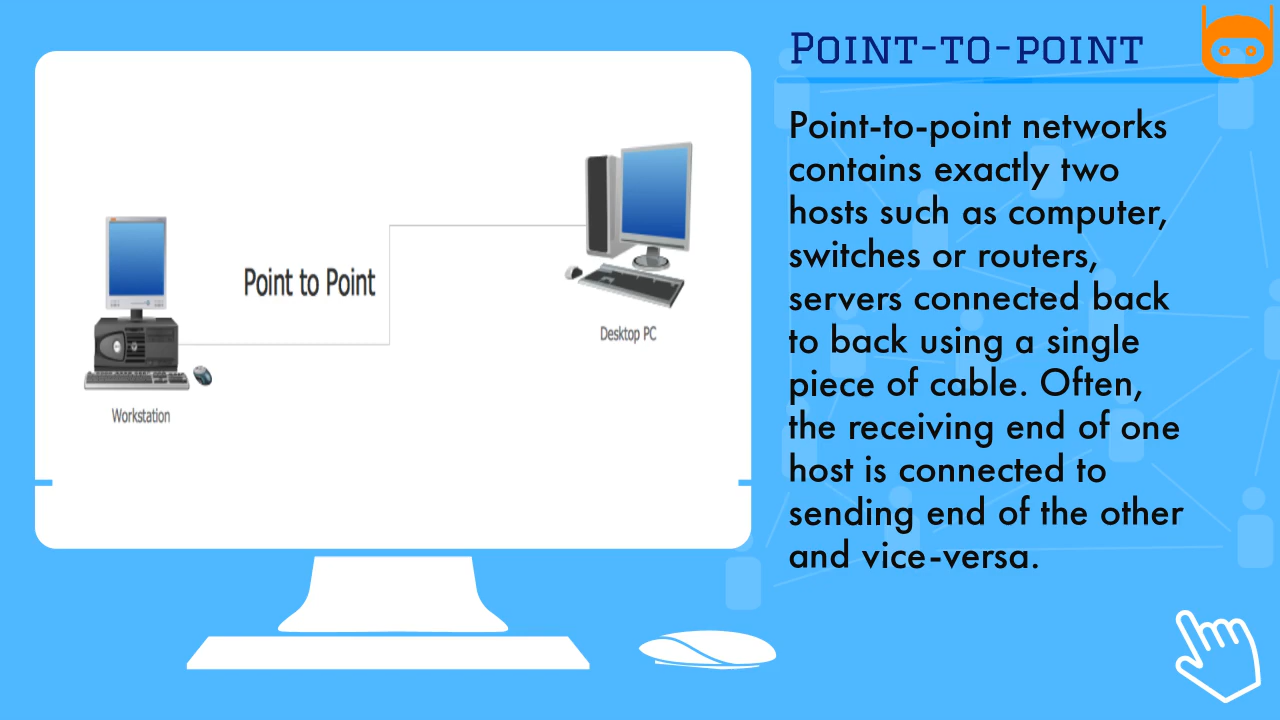 Point-to-point
Point-to-point networks
contains exactly two
hosts such as computer,
switches or routers,
servers connected back
to back using a single
piece of cable. Often,
the receiving end of one
host is connected to
sending end of the other
and vice-versa.
Point to Point
Desktop PC
Workstation